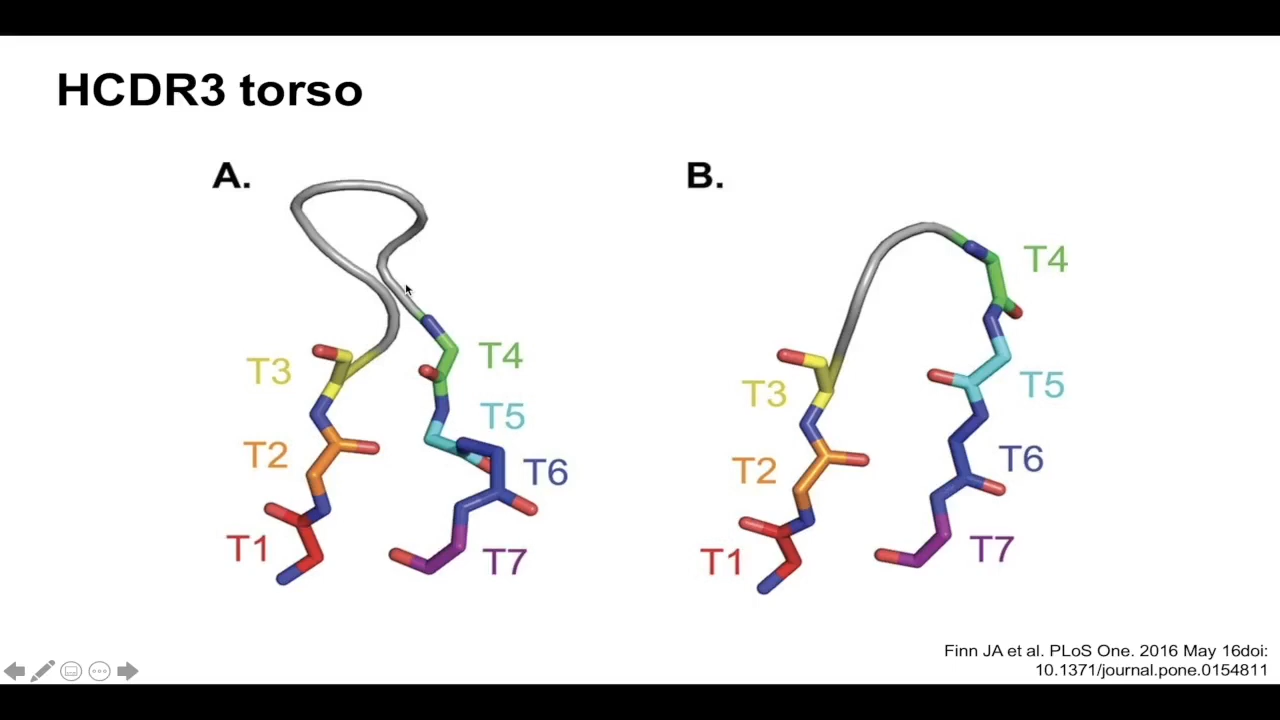 HCDR3 torso
A.
B.
T4
T3
T2
T1
T4
T5
T6
T7
T3
T2
T1
T5
T6
T7
Finn JA et al. PLoS One. 2016 May 16doi:
10.1371/journal.pone.0154811